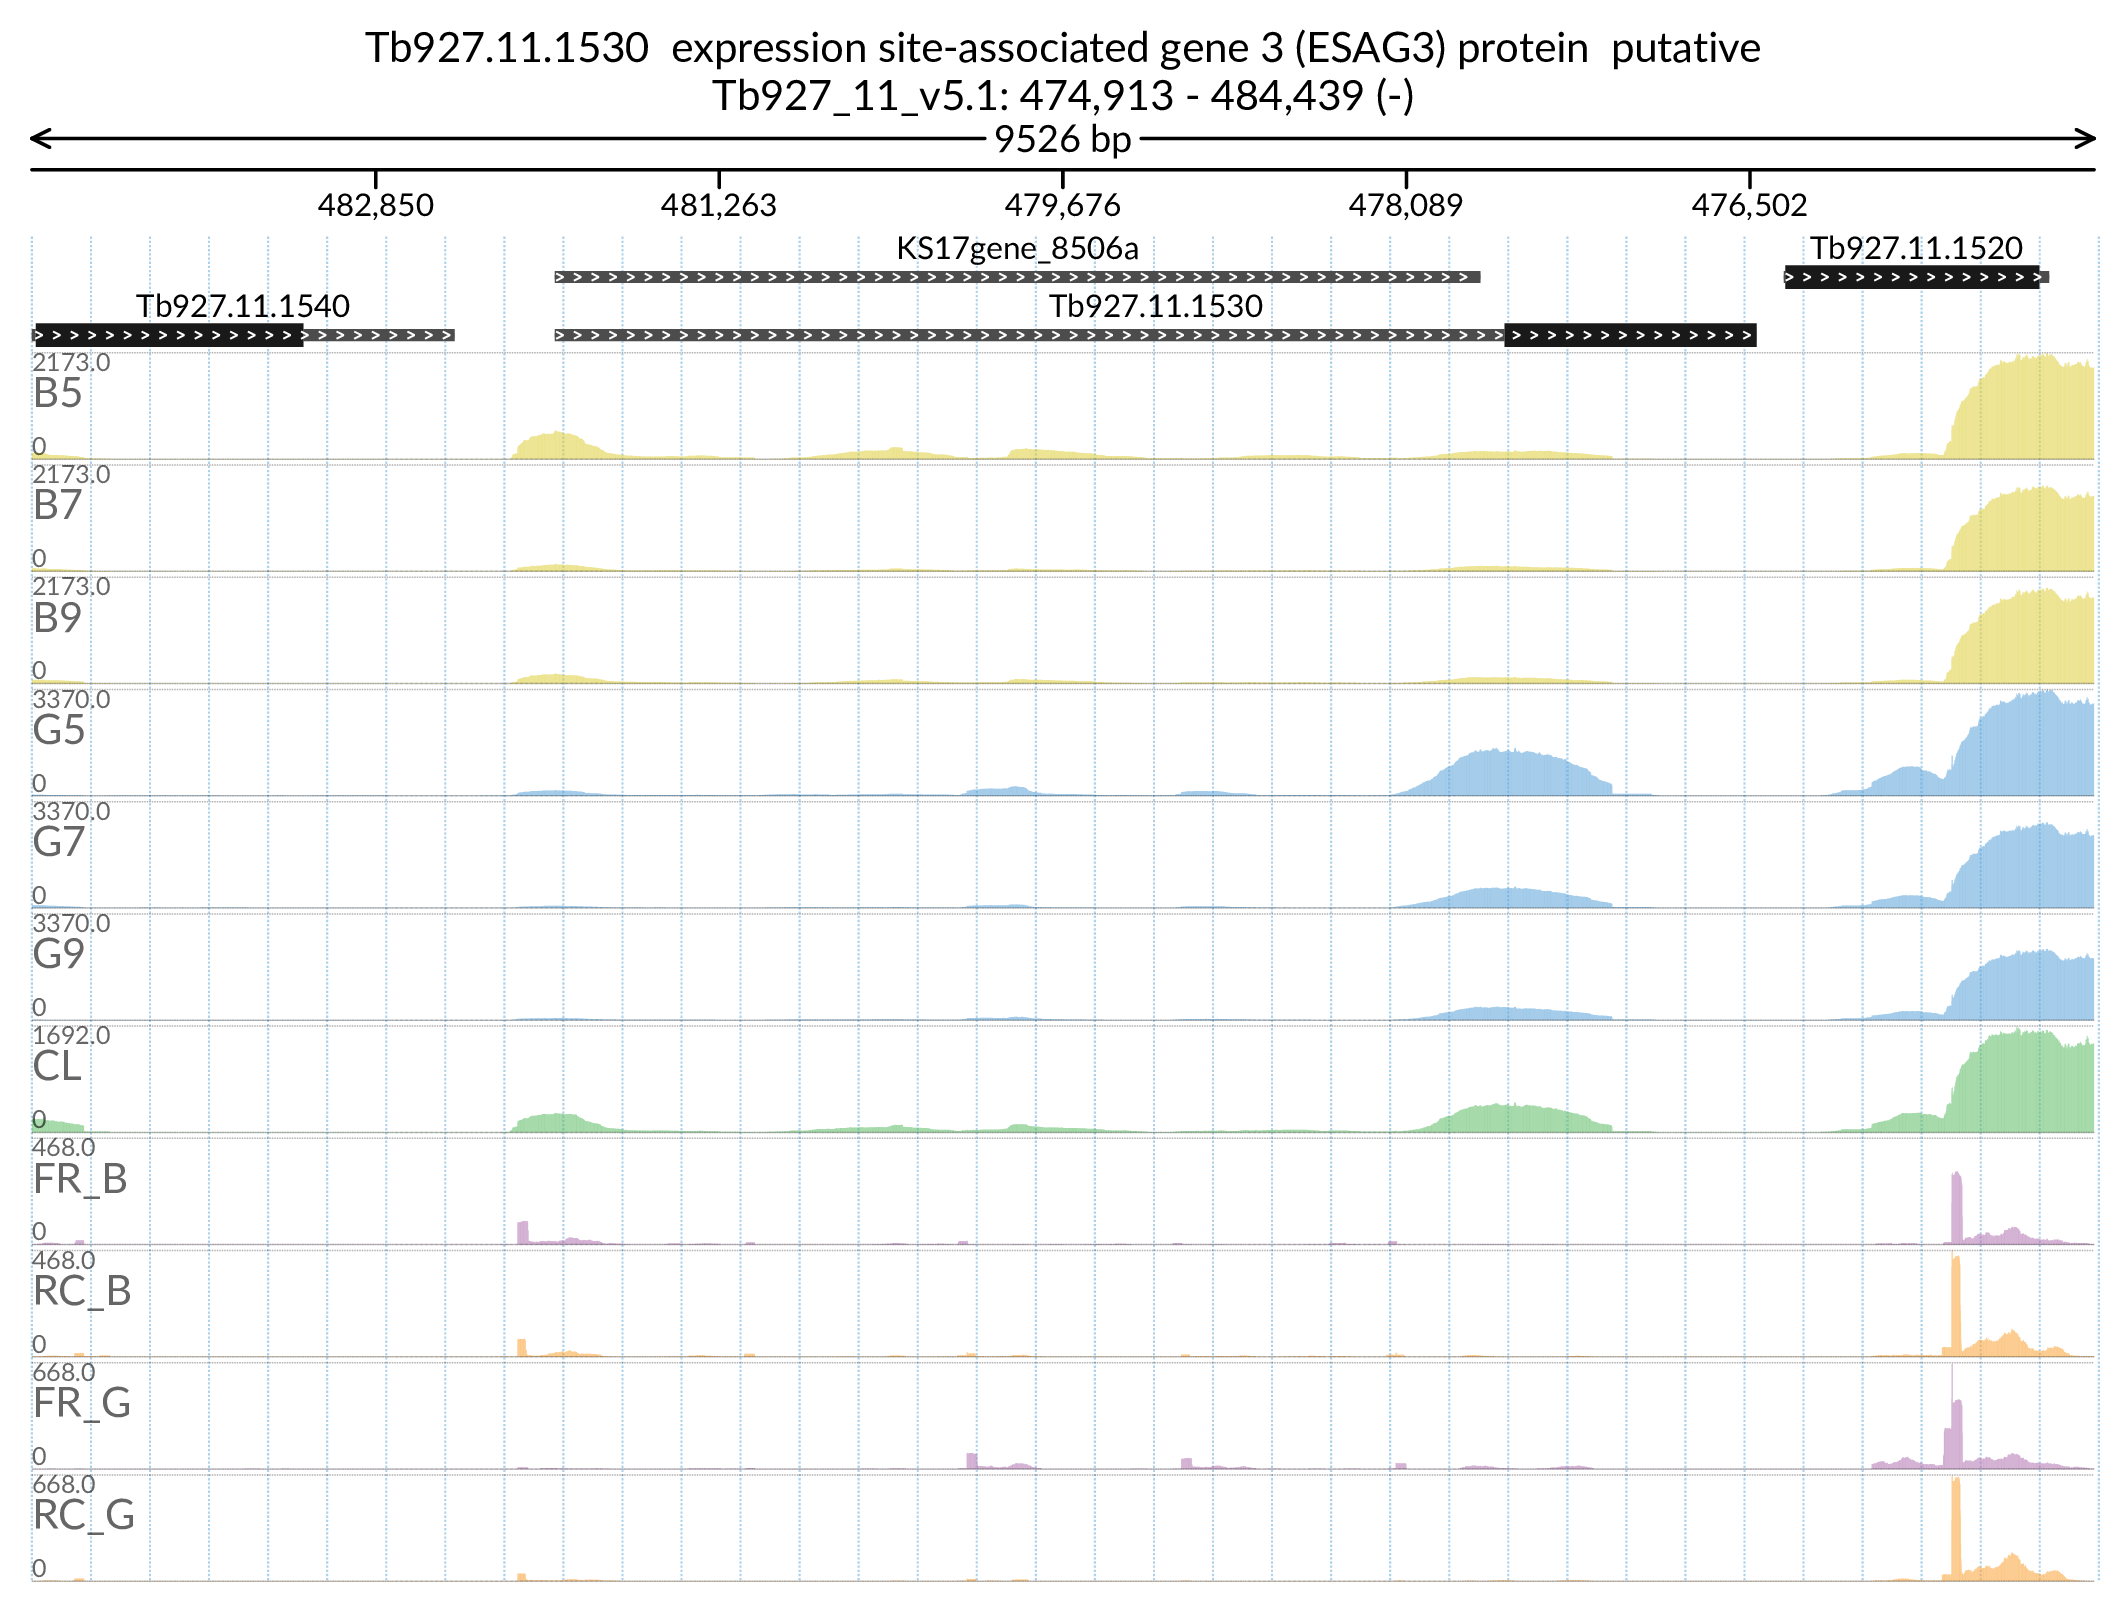 Tb927.11.1530  expression site-associated gene 3 (ESAG3) protein  putative
Tb927_11_v5.1: 474,913 - 484,439 (-)
9526 bp
482,850 481,263 479,676 478,089 476,502
KS17gene_8506a Tb927.11.1520
Tb927.11.1540 Tb927.11.1530
2173.0
B5
0
2173.0
B7
0
2173.0
B9
0
3370.0
G5
0
3370.0
G7
0
3370.0
G9
0
1692.0
CL
0
468.0
FR_B
0
468.0
RC_B
0
668.0
FR_G
0
668.0
RC_G
0